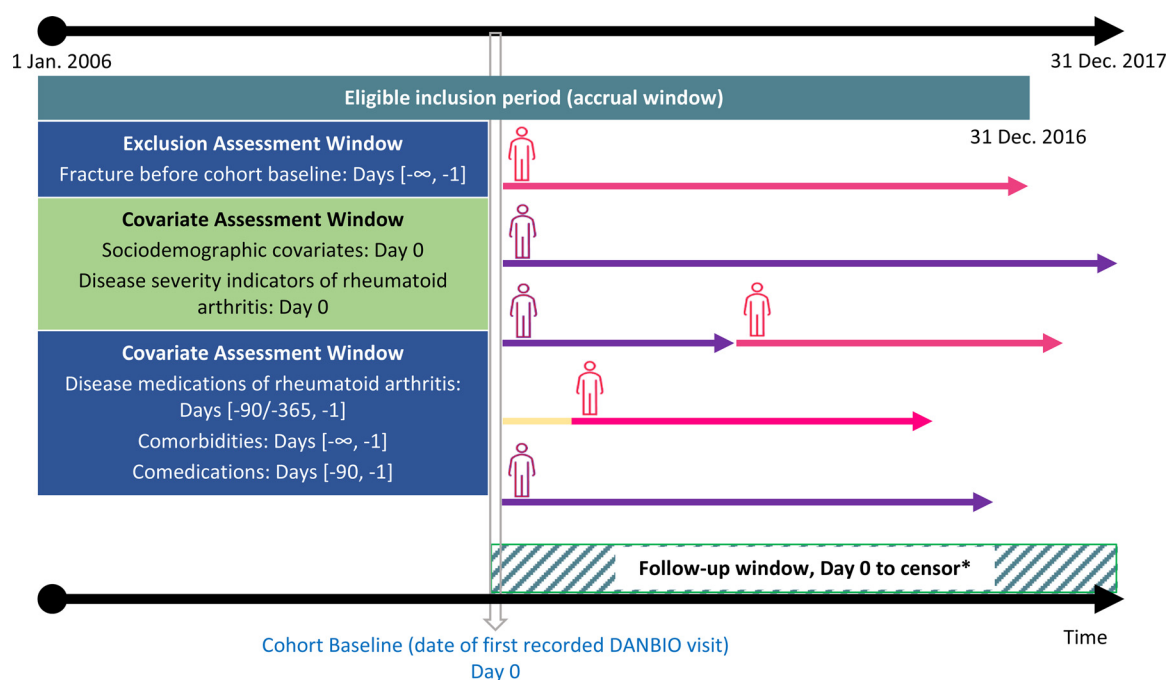 1 Jan. 2006
31 Dec. 2017
Eligible inclusion period (accrual window)
31 Dec. 2016
Exclusion Assessment Window
Fracture before cohort baseline: Days [-∞, -1]
Covariate Assessment Window
Sociodemographic covariates: Day 0
Disease severity indicators of rheumatoid
arthritis: Day 0
Covariate Assessment Window
Disease medications of rheumatoid arthritis:
Days [-90/-365, -1]
Comorbidities: Days [-∞, -1]
Comedications: Days [-90, -1]
Follow-up window, Day 0 to censor*
Time
Cohort Baseline (date of first recorded DANBIO visit)
Day 0